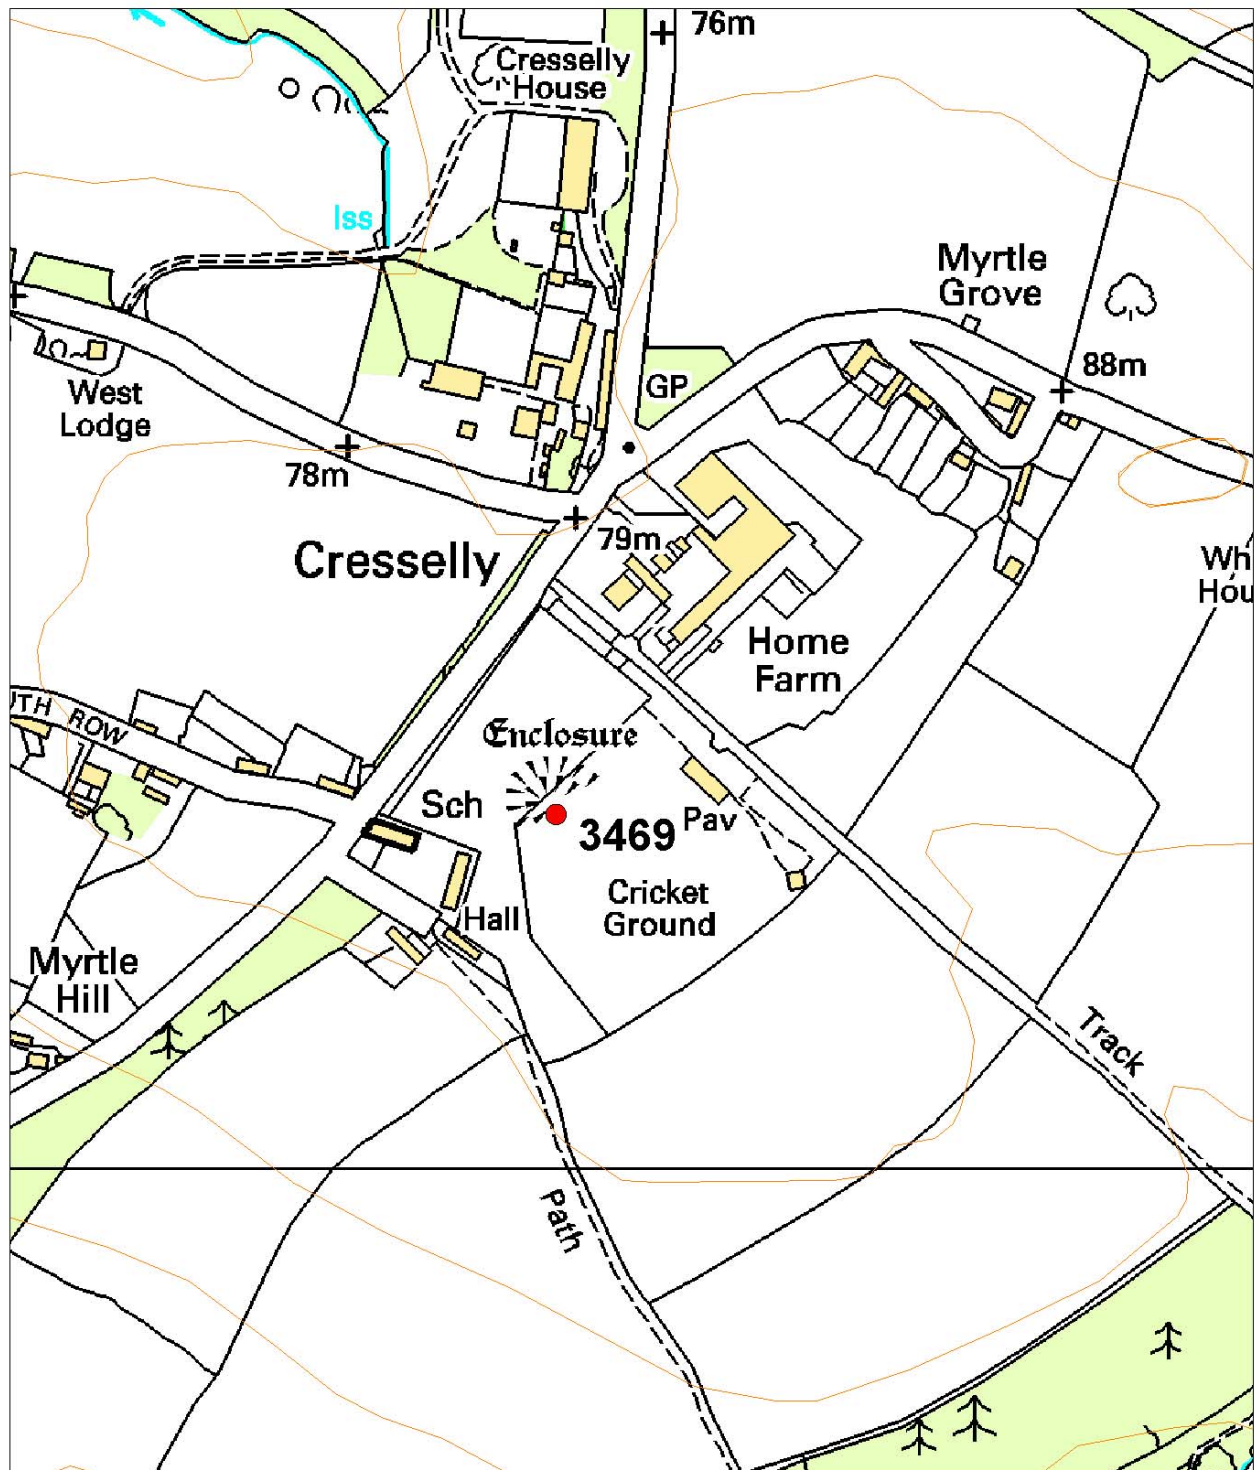 76m
Cresselly
House
Iss
Myrtle
Grove
88m
GP
West
Lodge
78m
79m
Cresselly
Wh
Hou
Home
Farm
UTH ROW
Enclosure
Sch
3469
Pav
Cricket
Ground
Hall
Myrtle
Hill
Track
Path